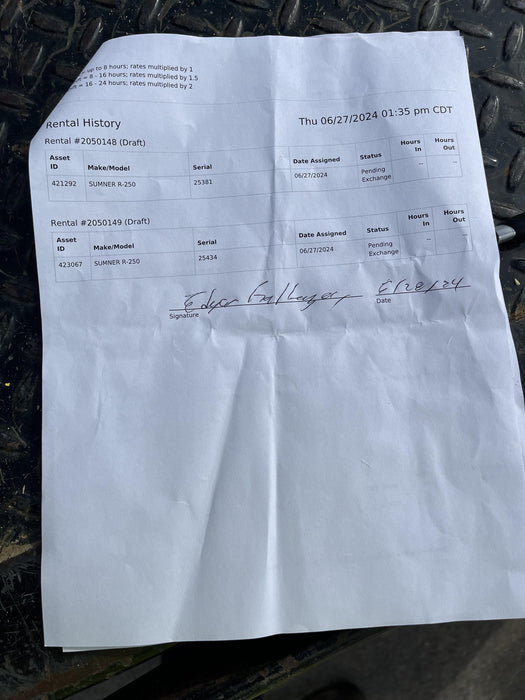 up to 8 hours; rates multiplied by 1
= 8 - 16 hours; rates multiplied by 1.5
= 16 - 24 hours; rates multiplied by 2
Rental History
Thu 06/27/2024 01:35 pm CDT
Rental #2050148 (Draft)
Asset ID Make/Model Serial Date Assigned Status Hours In Hours Out
421292 SUMNER R-250 25381 06/27/2024 Pending Exchange -- --
Rental #2050149 (Draft)
Asset ID Make/Model Serial Date Assigned Status Hours In Hours Out
423067 SUMNER R-250 25434 06/27/2024 Pending Exchange -- --
Edgar 6/28/24
Signature Date